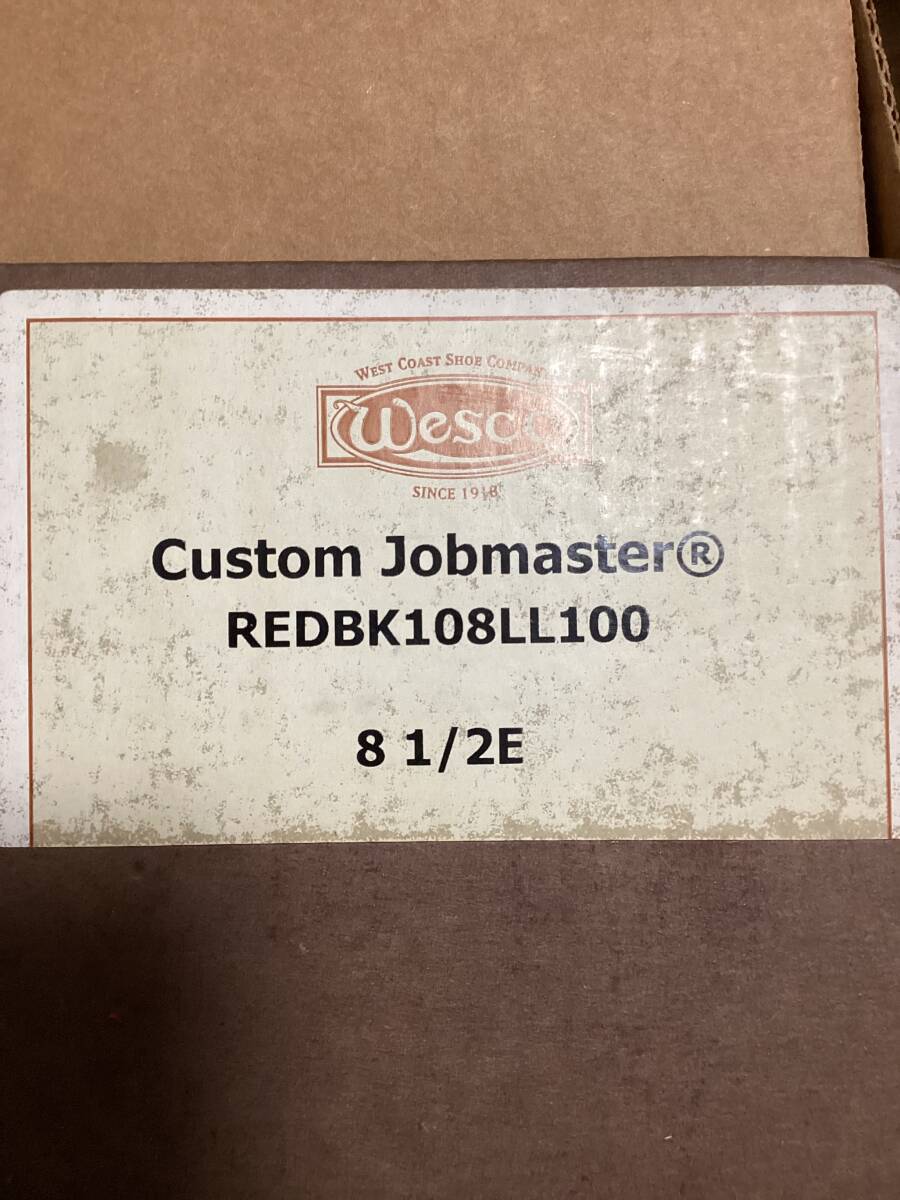 WEST COAST SHOE COMPANY
Wesco
SINCE 1918
Custom Jobmaster®
REDBK108LL100
8 1/2E